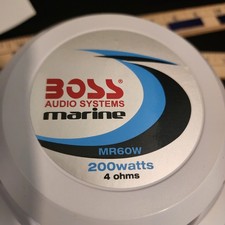 BOSS
AUDIO SYSTEMS
marine
MR60W
200watts
4 ohms